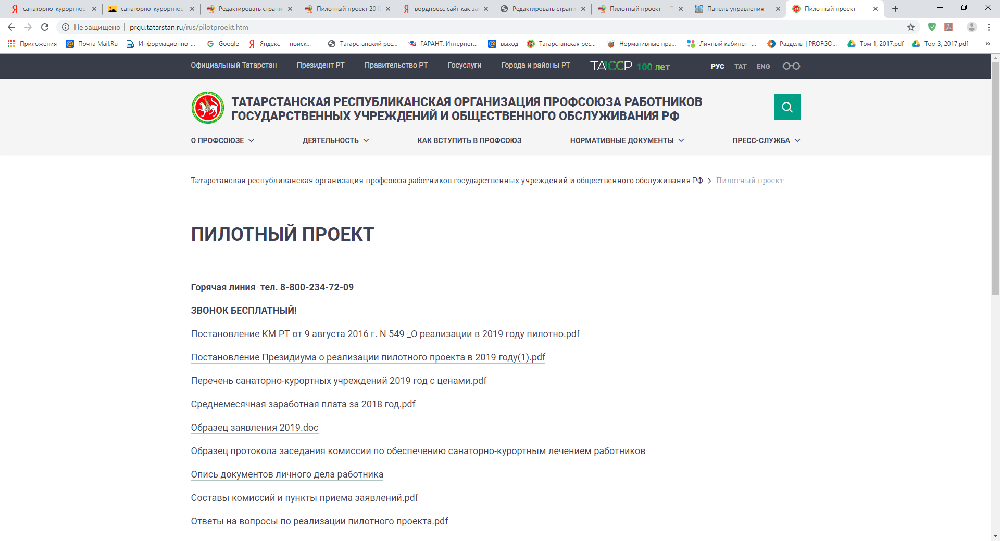 санаторно-курортное
санаторно-курортное
Редактировать страни
Пилотный проект 201
вордпресс сайт как за
Редактировать страни
Пилотный проект — Т
Панель управления -
Пилотный проект
Не защищено
prgu.tatarstan.ru/rus/pilotproekt.htm
Приложения
Почта Mail.Ru
Информационно-...
Google
Яндекс — поиск...
Татарстанский рес...
ГАРАНТ. Интернет...
выход
Татарстанская рес...
Нормативные пра...
Личный кабинет -...
Разделы | PROFGO...
Том 1, 2017.pdf
Том 3, 2017.pdf
»
Официальный Татарстан
Президент РТ
Правительство РТ
Госуслуги
Города и районы РТ
ТАССР 100 лет
РУС
ТАТ
ENG
ТАТАРСТАНСКАЯ РЕСПУБЛИКАНСКАЯ ОРГАНИЗАЦИЯ ПРОФСОЮЗА РАБОТНИКОВ
ГОСУДАРСТВЕННЫХ УЧРЕЖДЕНИЙ И ОБЩЕСТВЕННОГО ОБСЛУЖИВАНИЯ РФ
О ПРОФСОЮЗЕ
ДЕЯТЕЛЬНОСТЬ
КАК ВСТУПИТЬ В ПРОФСОЮЗ
НОРМАТИВНЫЕ ДОКУМЕНТЫ
ПРЕСС-СЛУЖБА
Татарстанская республиканская организация профсоюза работников государственных учреждений и общественного обслуживания РФ > Пилотный проект
ПИЛОТНЫЙ ПРОЕКТ
Горячая линия  тел. 8-800-234-72-09
ЗВОНОК БЕСПЛАТНЫЙ!
Постановление КМ РТ от 9 августа 2016 г. N 549 _О реализации в 2019 году пилотно.pdf
Постановление Президиума о реализации пилотного проекта в 2019 году(1).pdf
Перечень санаторно-курортных учреждений 2019 год с ценами.pdf
Среднемесячная заработная плата за 2018 год.pdf
Образец заявления 2019.doc
Образец протокола заседания комиссии по обеспечению санаторно-курортным лечением работников
Опись документов личного дела работника
Составы комиссий и пункты приема заявлений.pdf
Ответы на вопросы по реализации пилотного проекта.pdf